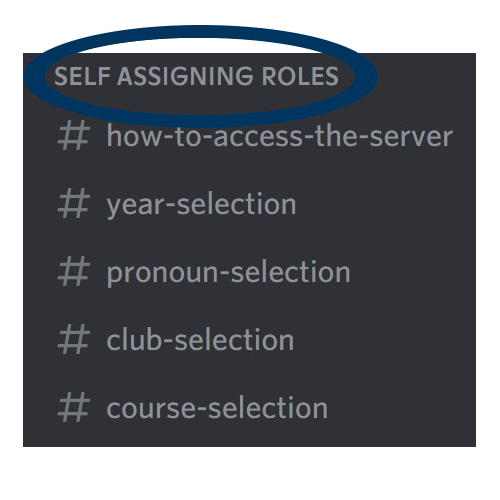 SELF ASSIGNING ROLES
# how-to-access-the-server
# year-selection
# pronoun-selection
# club-selection
# course-selection